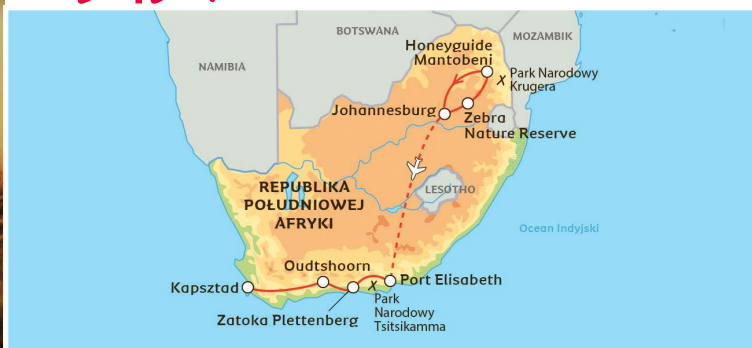 BOTSWANA
MOZAMBIK
NAMIBIA
Honeyguide
Mantobeni
Park Narodowy
Krugera
X
Johannesburg
Zebra
Nature Reserve
REPUBLIKA
POŁUDNIOWEJ
AFRYKI
LESOTHO
Ocean Indyjski
Oudtshoorn
Kapsztad
X
Port Elisabeth
Zatoka Plettenberg
Park
Narodowy
Tsitsikamma